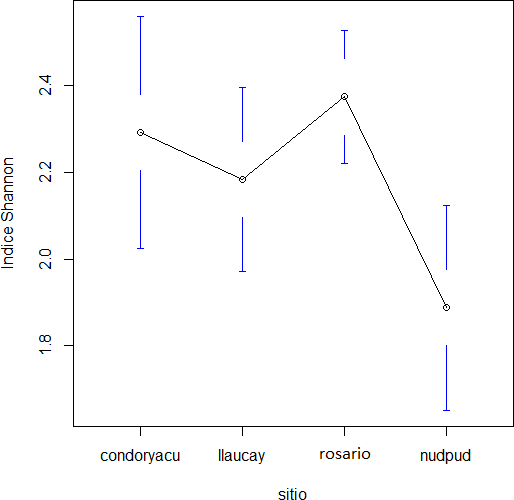 Indice Shannon
2.4
2.2
2.0
1.8
condoryacu llaucay rosario nudpud
sitio